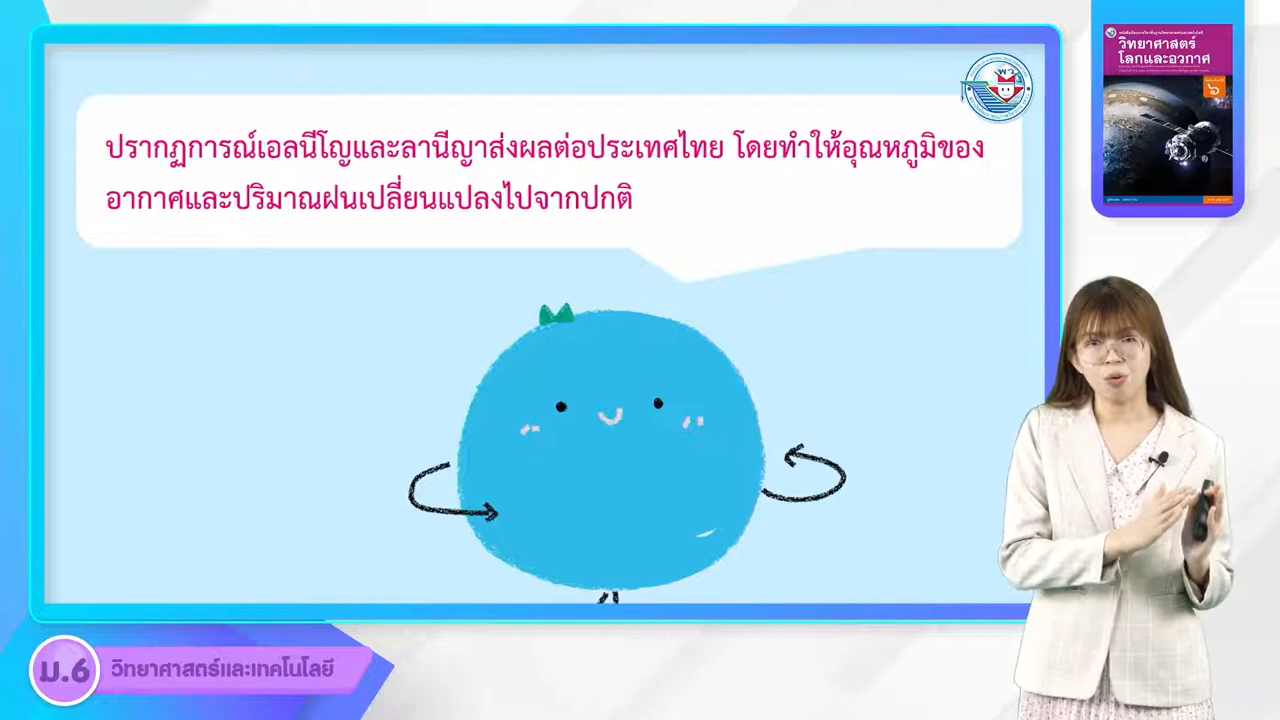 ปรากฏการณ์เอลนีโญและลานีญาส่งผลต่อประเทศไทย โดยทำให้อุณหภูมิของ
อากาศและปริมาณฝนเปลี่ยนแปลงไปจากปกติ
วิทยาศาสตร์
โลกและอวกาศ
๖
ม.6 วิทยาศาสตร์และเทคโนโลยี